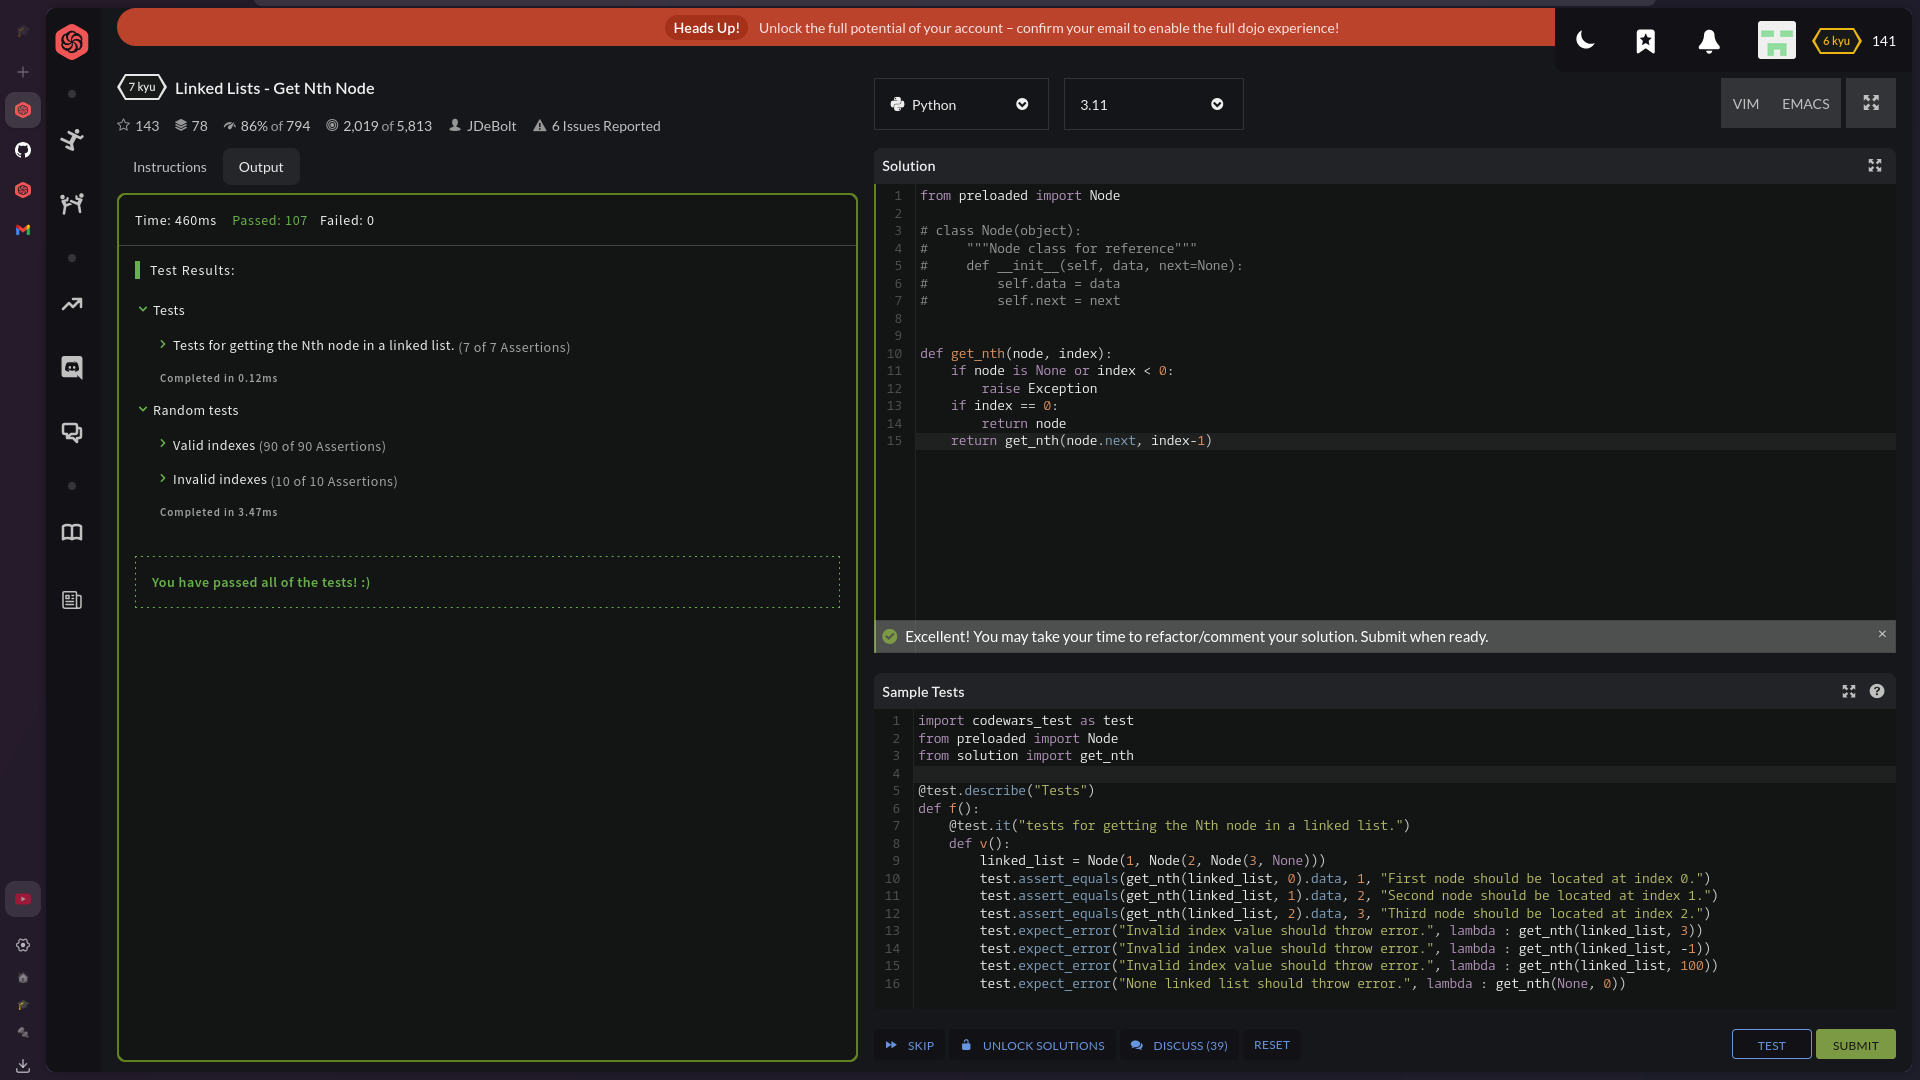 Heads Up! Unlock the full potential of your account – confirm your email to enable the full dojo experience!
6 kyu 141
7 kyu Linked Lists - Get Nth Node
143 78 86% of 794 2,019 of 5,813 JDeBolt 6 Issues Reported
Instructions Output
Time: 460ms Passed: 107 Failed: 0
Test Results:
Tests
Tests for getting the Nth node in a linked list. (7 of 7 Assertions)
Completed in 0.12ms
Random tests
Valid indexes (90 of 90 Assertions)
Invalid indexes (10 of 10 Assertions)
Completed in 3.47ms
You have passed all of the tests! :)
Python 3.11 VIM EMACS
Solution
1 from preloaded import Node
2
3 # class Node(object):
4 #     """Node class for reference"""
5 #     def __init__(self, data, next=None):
6 #         self.data = data
7 #         self.next = next
8
9
10 def get_nth(node, index):
11     if node is None or index < 0:
12         raise Exception
13     if index == 0:
14         return node
15     return get_nth(node.next, index-1)
Excellent! You may take your time to refactor/comment your solution. Submit when ready. ×
Sample Tests
1 import codewars_test as test
2 from preloaded import Node
3 from solution import get_nth
4
5 @test.describe("Tests")
6 def f():
7     @test.it("tests for getting the Nth node in a linked list.")
8     def v():
9         linked_list = Node(1, Node(2, Node(3, None)))
10         test.assert_equals(get_nth(linked_list, 0).data, 1, "First node should be located at index 0.")
11         test.assert_equals(get_nth(linked_list, 1).data, 2, "Second node should be located at index 1.")
12         test.assert_equals(get_nth(linked_list, 2).data, 3, "Third node should be located at index 2.")
13         test.expect_error("Invalid index value should throw error.", lambda : get_nth(linked_list, 3))
14         test.expect_error("Invalid index value should throw error.", lambda : get_nth(linked_list, -1))
15         test.expect_error("Invalid index value should throw error.", lambda : get_nth(linked_list, 100))
16         test.expect_error("None linked list should throw error.", lambda : get_nth(None, 0))
SKIP UNLOCK SOLUTIONS DISCUSS (39) RESET TEST SUBMIT